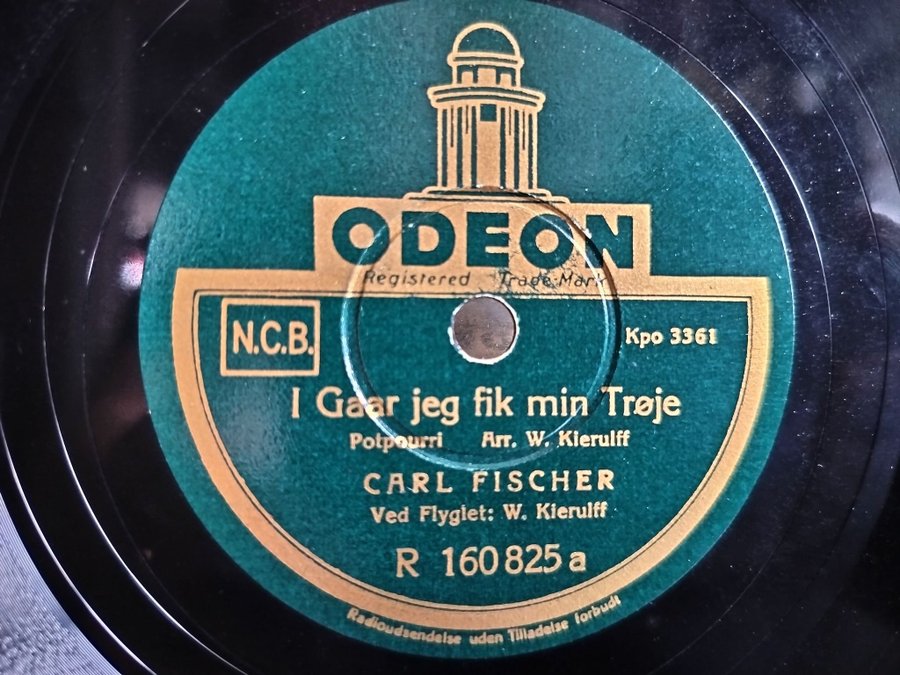 ODEON
Registered Trade-Mark
N.C.B.
Kpo 3361
I Gaar jeg fik min Trøje
Potpourri Arr. W. Kierulff
CARL FISCHER
Ved Flyglet: W. Kierulff
R 160825 a
Radioudsendelse uden Tilladelse forbudt